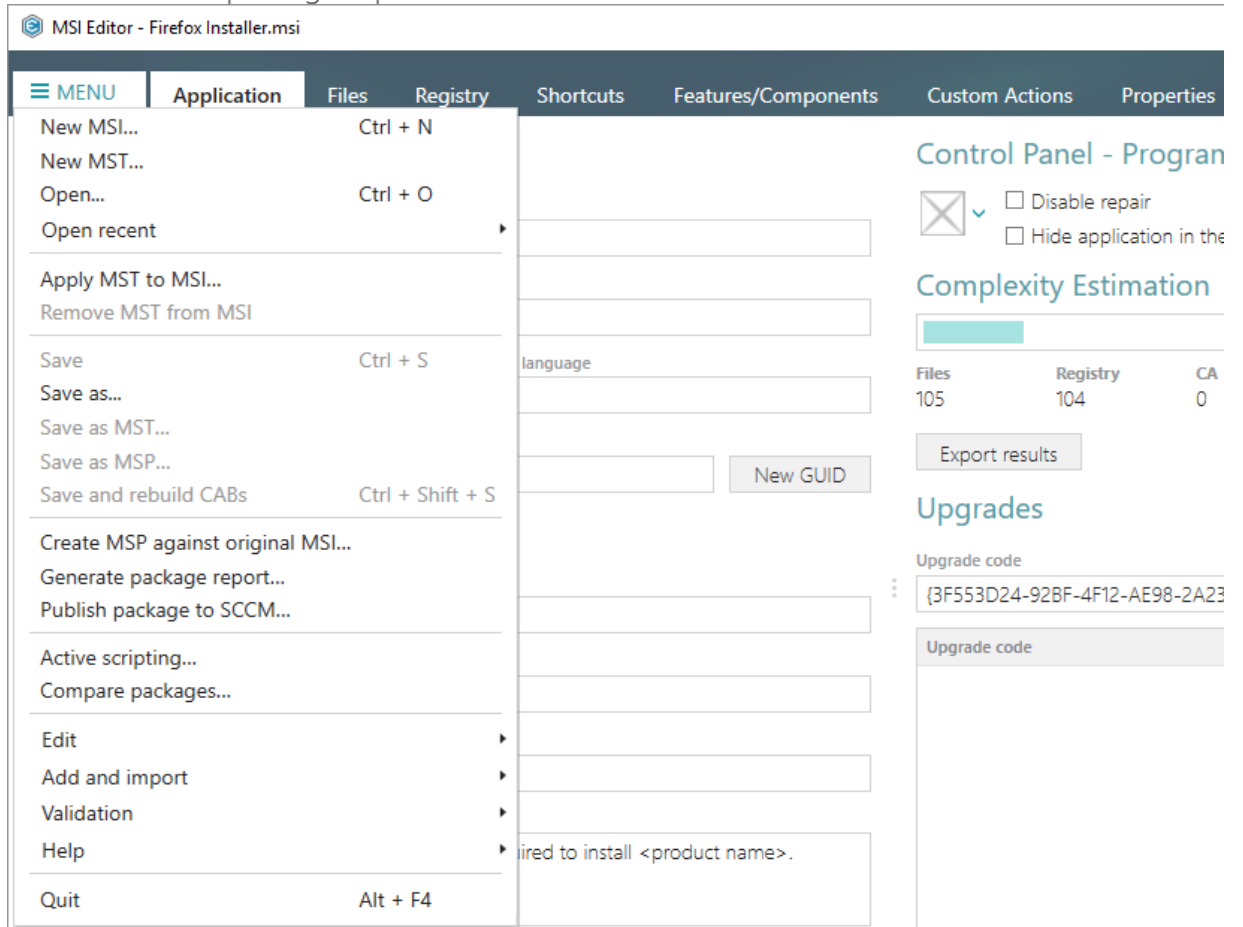 MSI Editor - Firefox Installer.msi
MENU Application Files Registry Shortcuts Features/Components Custom Actions Properties
New MSI... Ctrl + N
New MST...
Open... Ctrl + O
Open recent
Apply MST to MSI...
Remove MST from MSI
Save Ctrl + S
Save as...
Save as MST...
Save as MSP...
Save and rebuild CABs Ctrl + Shift + S
Create MSP against original MSI...
Generate package report...
Publish package to SCCM...
Active scripting...
Compare packages...
Edit
Add and import
Validation
Help
Quit Alt + F4
language
New GUID
ired to install <product name>.
Control Panel - Program
Disable repair
Hide application in the
Complexity Estimation
Files Registry CA
105 104 0
Export results
Upgrades
Upgrade code
{3F553D24-92BF-4F12-AE98-2A23
Upgrade code